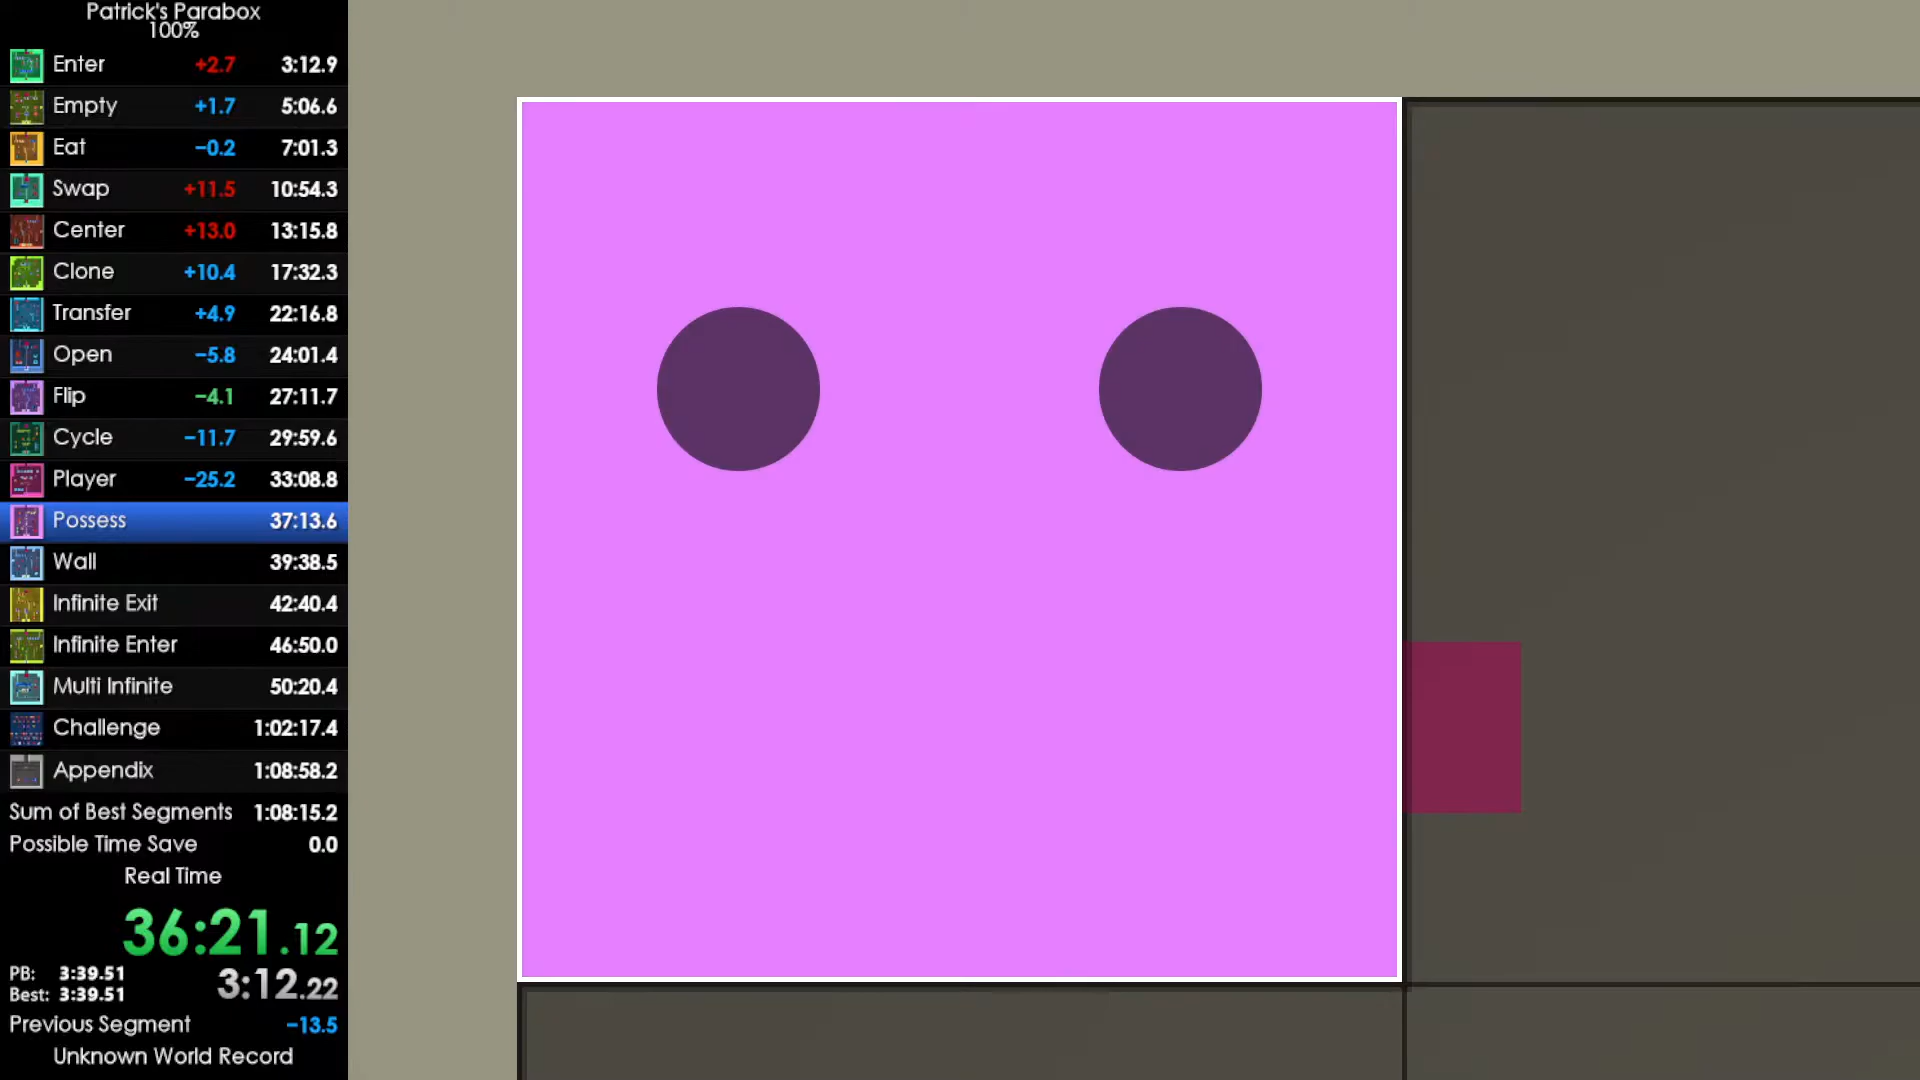 Patrick's Parabox
100%
Enter +2.7 3:12.9
Empty +1.7 5:06.6
Eat −0.2 7:01.3
Swap +11.5 10:54.3
Center +13.0 13:15.8
Clone +10.4 17:32.3
Transfer +4.9 22:16.8
Open −5.8 24:01.4
Flip −4.1 27:11.7
Cycle −11.7 29:59.6
Player −25.2 33:08.8
Possess 37:13.6
Wall 39:38.5
Infinite Exit 42:40.4
Infinite Enter 46:50.0
Multi Infinite 50:20.4
Challenge 1:02:17.4
Appendix 1:08:58.2
Sum of Best Segments 1:08:15.2
Possible Time Save 0.0
Real Time
36:21.12
PB: 3:39.51
Best: 3:39.51
3:12.22
Previous Segment −13.5
Unknown World Record